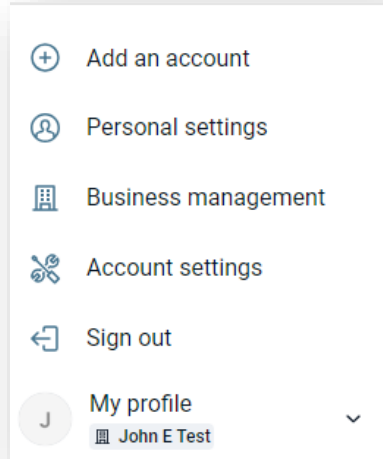 Add an account
Personal settings
Business management
Account settings
Sign out
J
My profile
John E Test